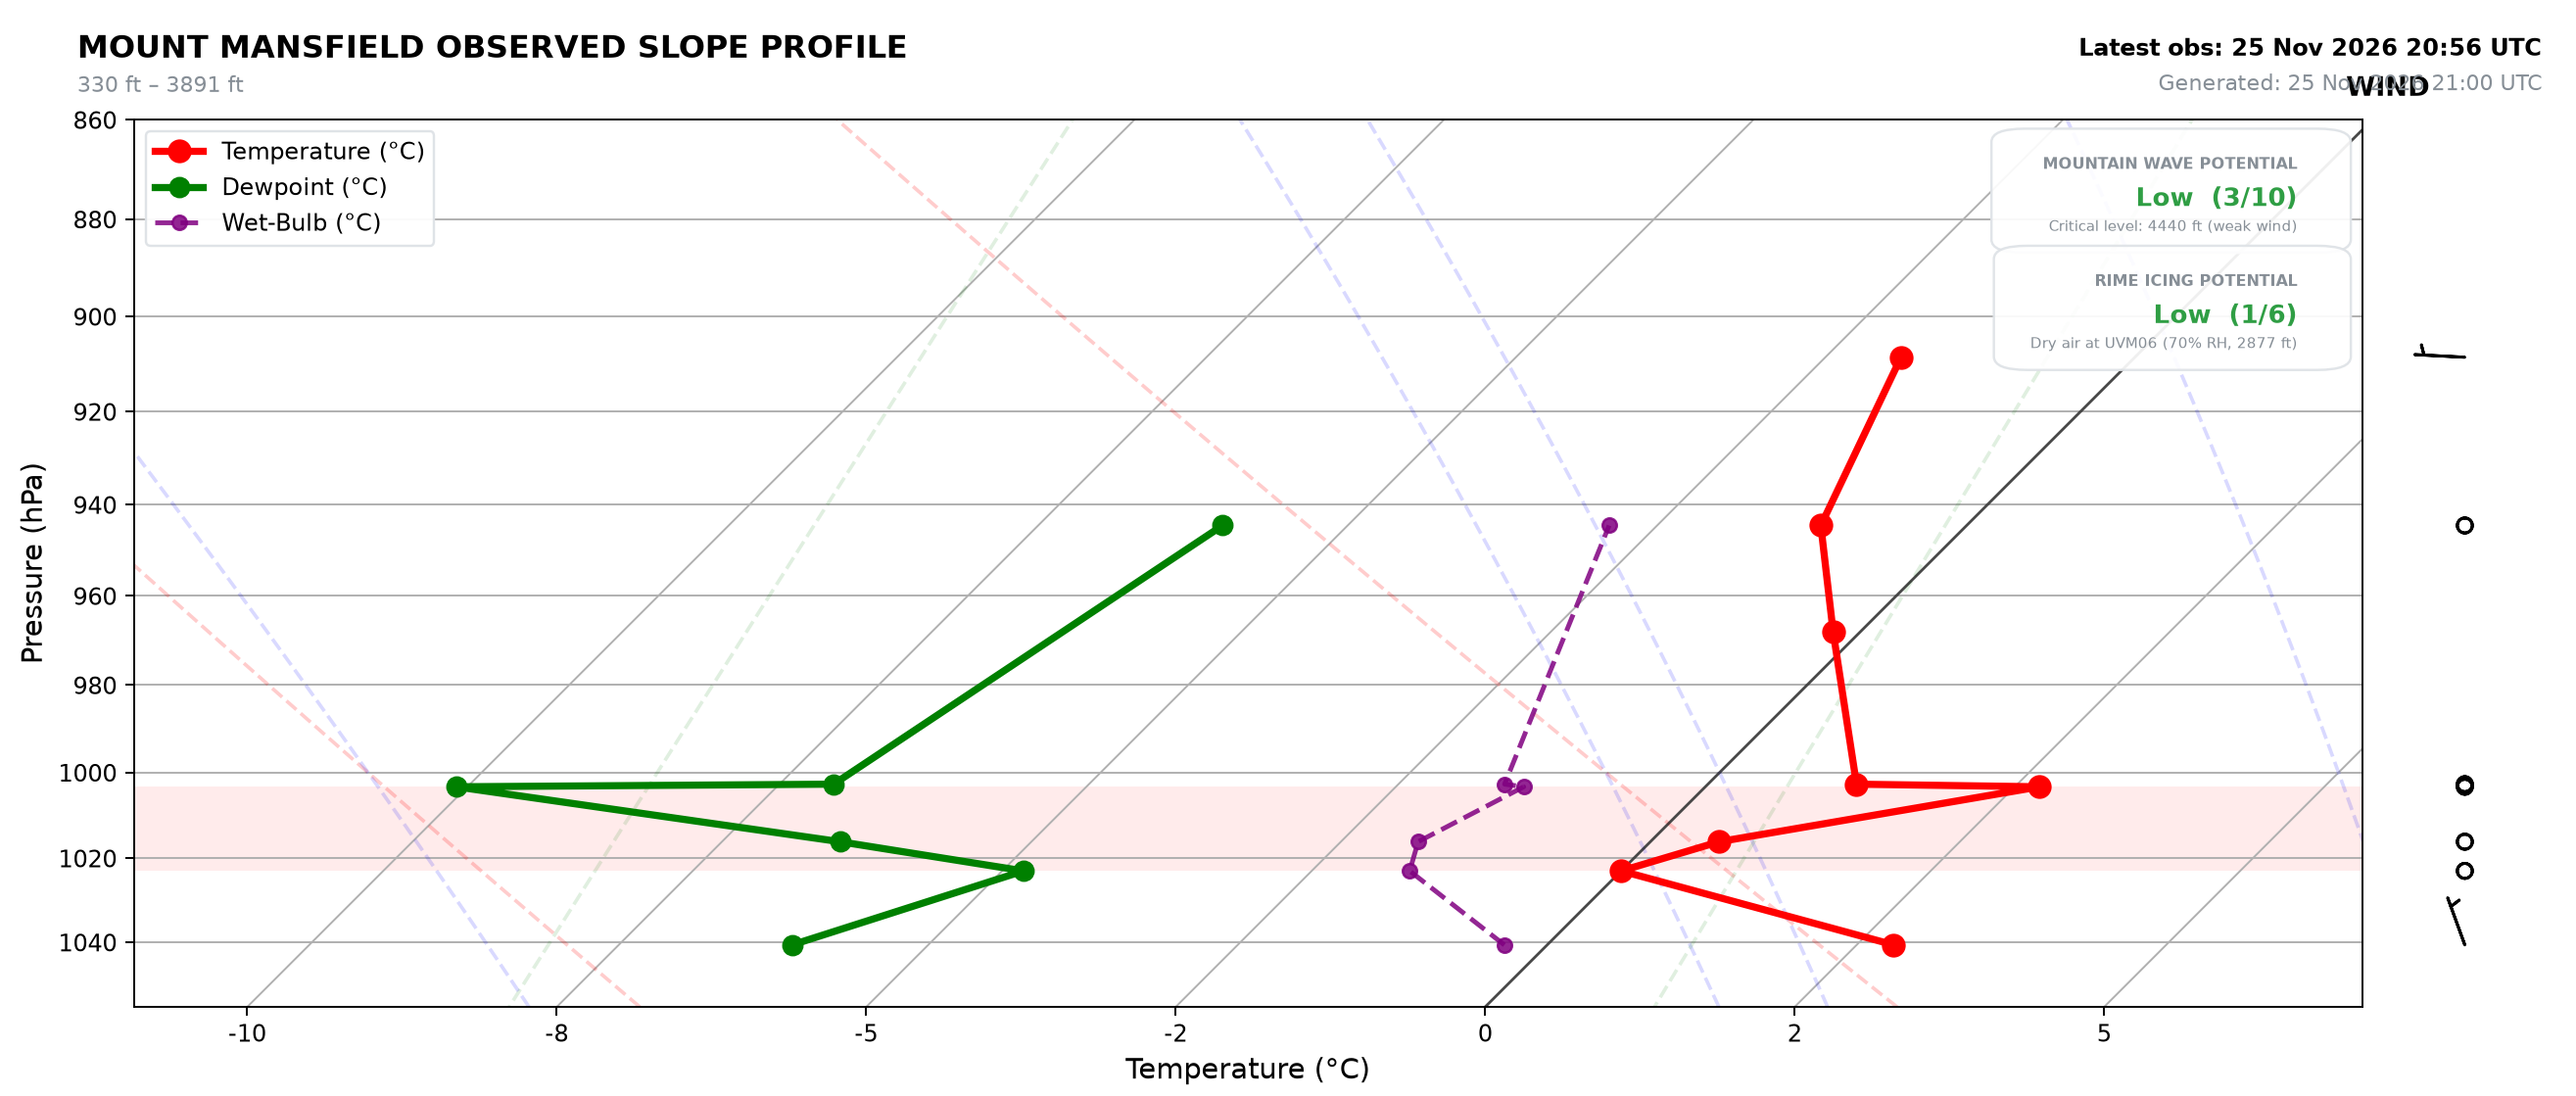 MOUNT MANSFIELD OBSERVED SLOPE PROFILE
330 ft – 3891 ft
Latest obs: 25 Nov 2026 20:56 UTC
Generated: 25 Nov 2026 21:00 UTC
WIND
Temperature (°C)
Dewpoint (°C)
Wet-Bulb (°C)
MOUNTAIN WAVE POTENTIAL
Low (3/10)
Critical level: 4440 ft (weak wind)
RIME ICING POTENTIAL
Low (1/6)
Dry air at UVM06 (70% RH, 2877 ft)
Pressure (hPa)
860
880
900
920
940
960
980
1000
1020
1040
-10 -8 -5 -2 0 2 5
Temperature (°C)